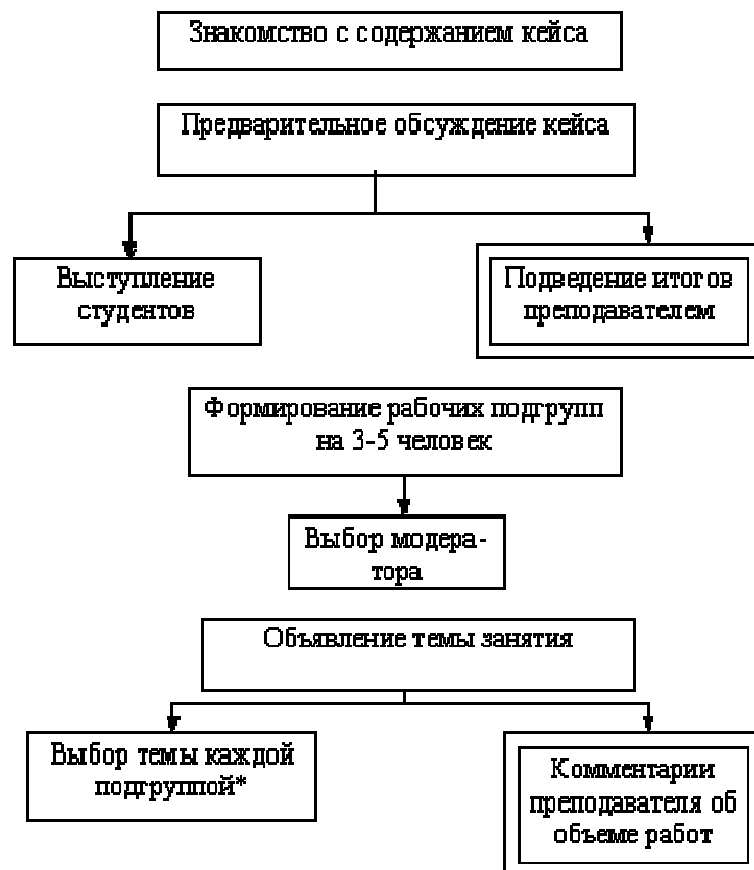 Знакомство с содержанием кейса
Предварительное обсуждение кейса
Выступление
студентов
Подведение итогов
преподавателем
Формирование рабочих подгрупп
на 3-5 человек
Выбор модера-
тора
Объявление темы занятия
Выбор темы каждой
подгруппой*
Комментарии
преподавателя об
объеме работ